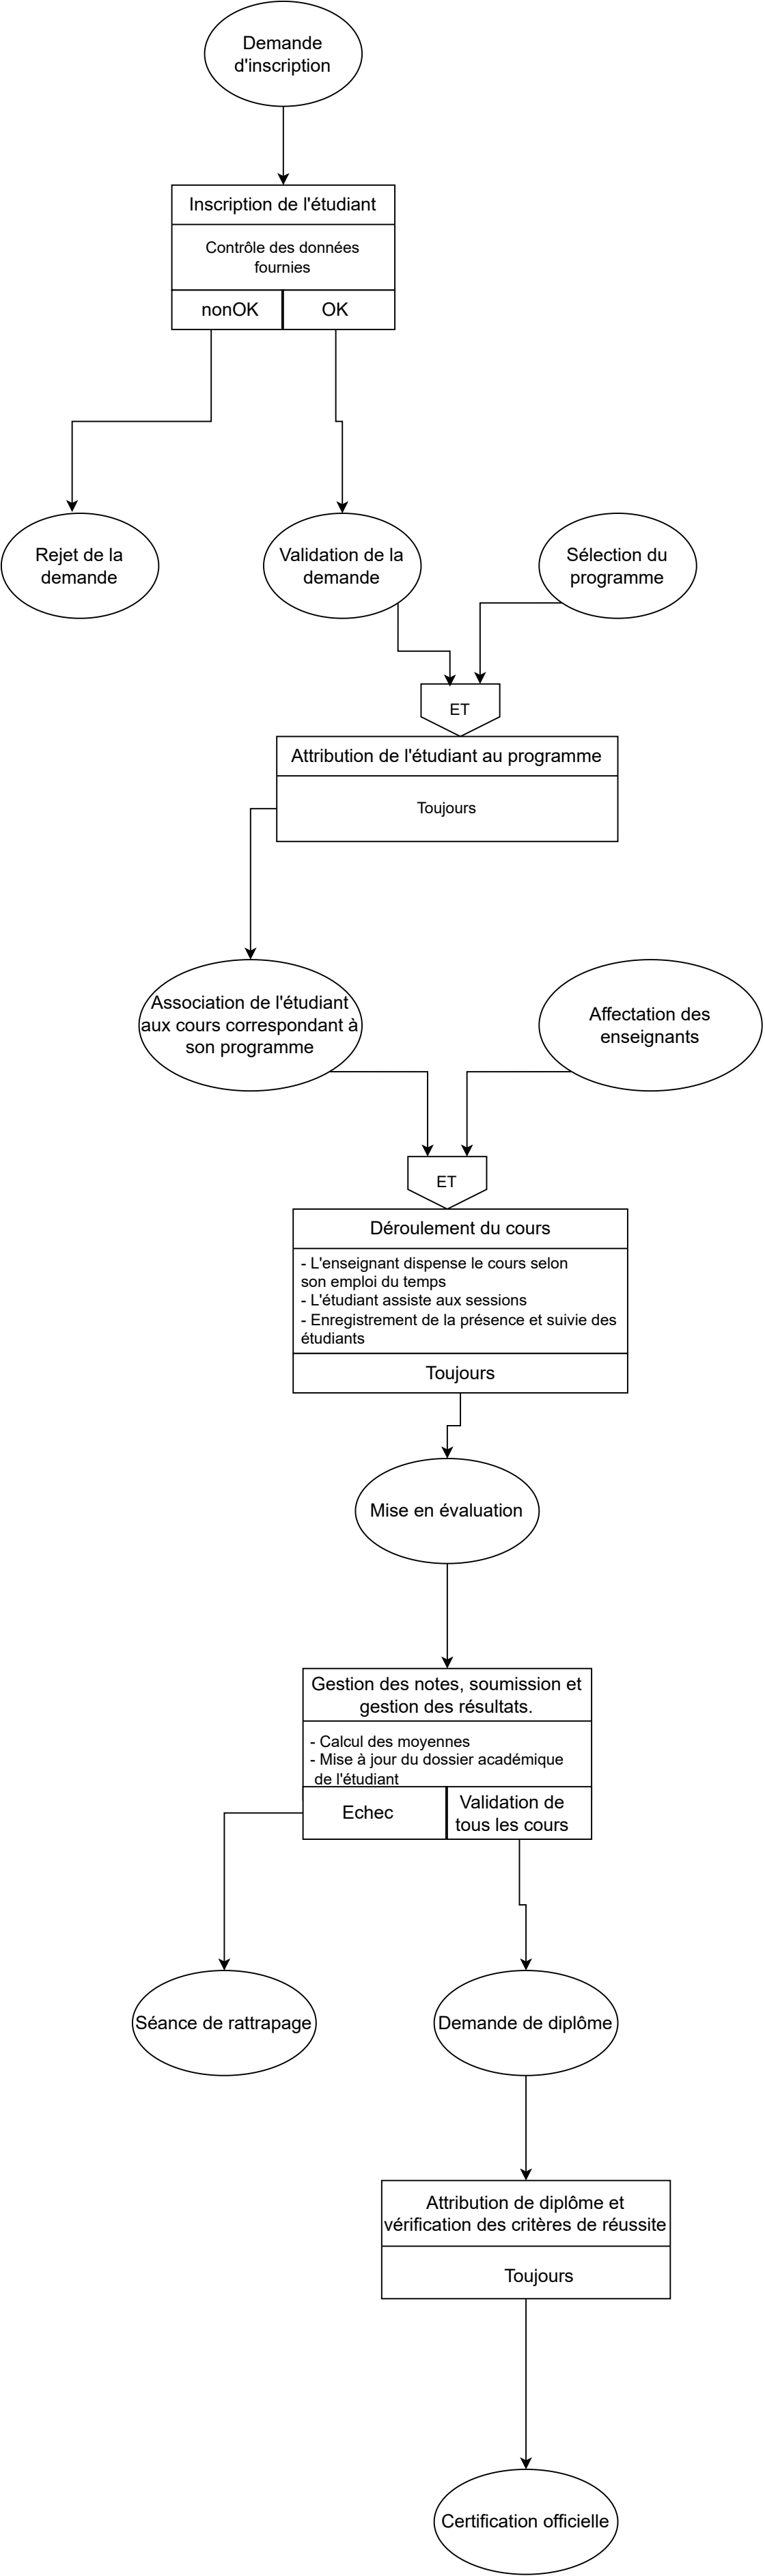 Demande
d'inscription
Inscription de l'étudiant
Contrôle des données
fournies
nonOK
OK
Rejet de la
demande
Validation de la
demande
Sélection du
programme
ET
Attribution de l'étudiant au programme
Toujours
Association de l'étudiant
aux cours correspondant à
son programme
Affectation des
enseignants
ET
Déroulement du cours
- L'enseignant dispense le cours selon
son emploi du temps
- L'étudiant assiste aux sessions
- Enregistrement de la présence et suivie des
étudiants
Toujours
Mise en évaluation
Gestion des notes, soumission et
gestion des résultats.
- Calcul des moyennes
- Mise à jour du dossier académique
de l'étudiant
Echec
Validation de
tous les cours
Séance de rattrapage
Demande de diplôme
Attribution de diplôme et
vérification des critères de réussite
Toujours
Certification officielle